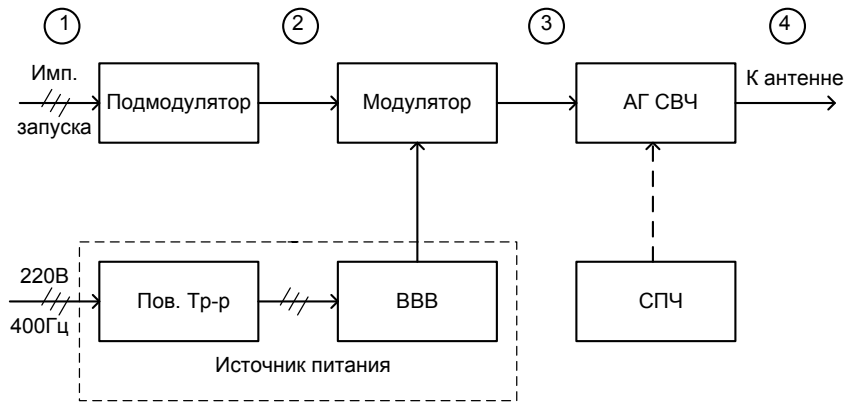 1
2
3
4
Имп.
запуска
Подмодулятор
Модулятор
АГ СВЧ
К антенне
220В
400Гц
Пов. Тр-р
ВВВ
СПЧ
Источник питания